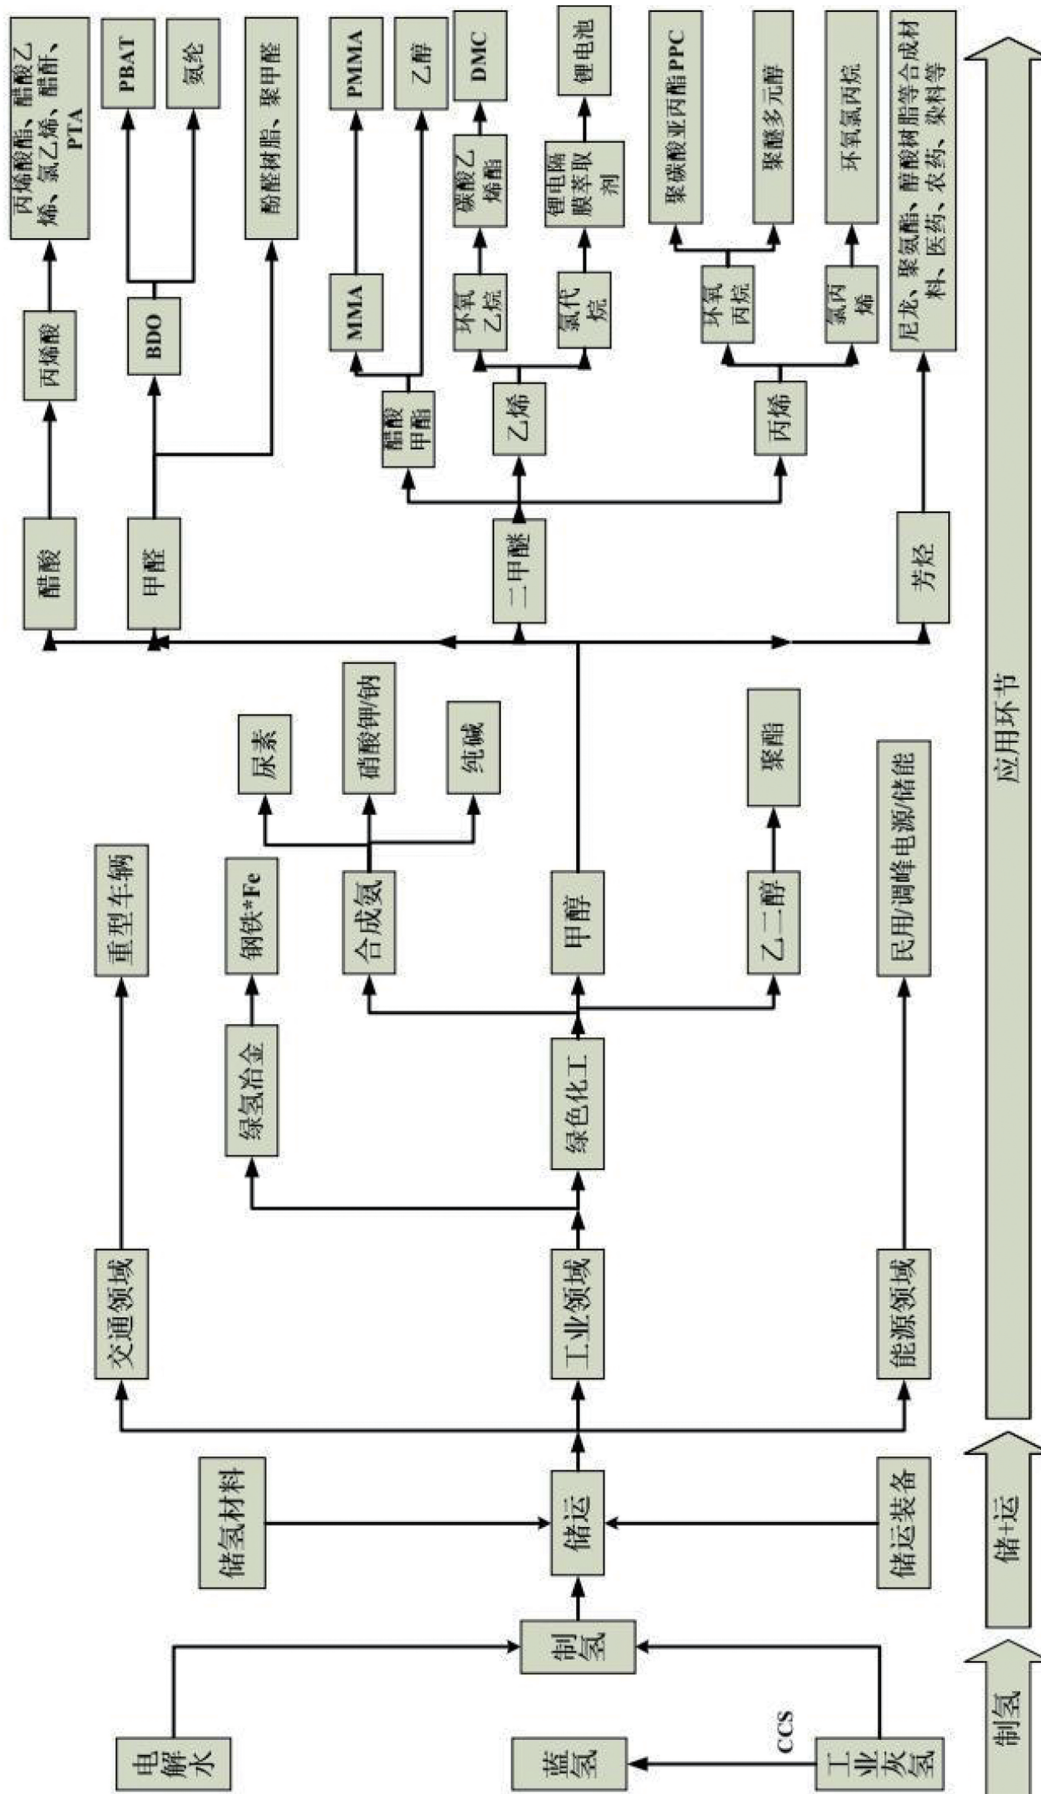 电解水
蓝氢
CCS
工业灰氢
制氢
储氢材料
储运
储运装备
交通领域
工业领域
能源领域
重型车辆
绿氢冶金
钢铁*Fe
绿色化工
民用/调峰电源/储能
合成氨
甲醇
乙二醇
尿素
硝酸钾/钠
纯碱
聚酯
醋酸
甲醛
二甲醚
芳烃
丙烯酸
丙烯酸酯、醋酸乙
烯、氯乙烯、醋酐、
PTA
BDO
PBAT
氨纶
酚醛树脂、聚甲醛
醋酸
甲酯
MMA
PMMA
乙醇
乙烯
环氧
乙烷
碳酸乙
烯酯
DMC
氯代
烷
锂电隔
膜萃取
剂
锂电池
丙烯
环氧
丙烷
聚碳酸亚丙酯 PPC
聚醚多元醇
氯丙
烯
环氧氯丙烷
尼龙、聚氨酯、醇酸树脂等合成材
料、医药、农药、染料等
制氢
储+运
应用环节